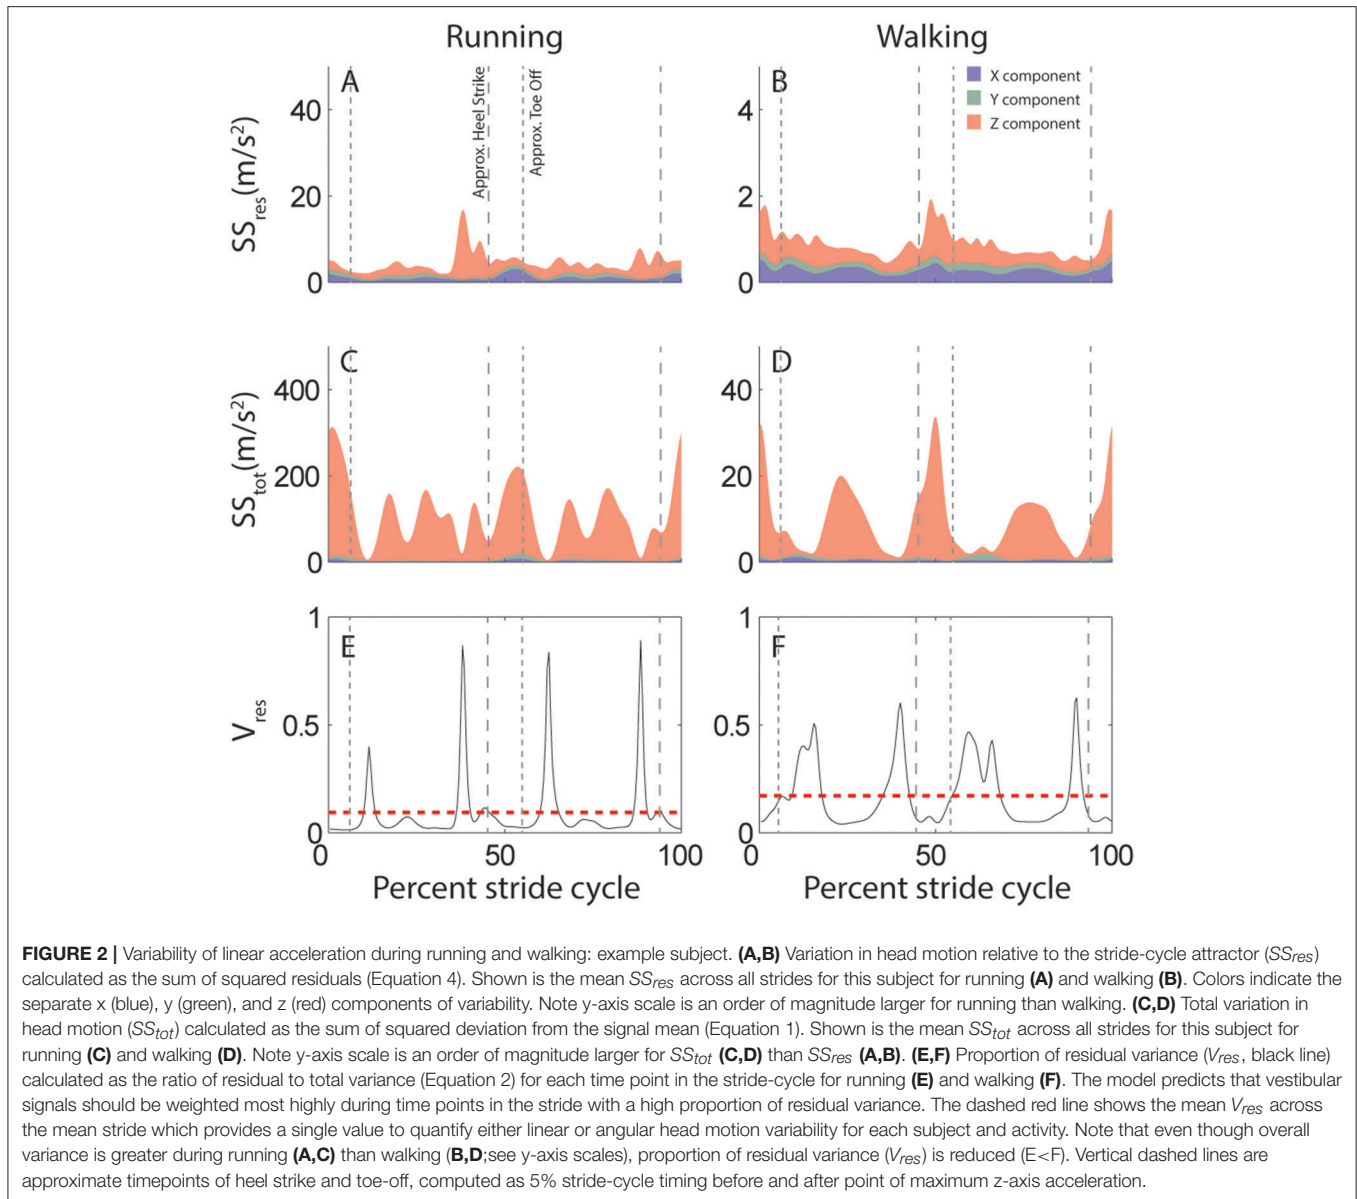 Running
Walking
A
Approx. Heel Strike
Approx. Toe Off
B
X component
Y component
Z component
40
20
0
SS_res(m/s²)
4
2
0
C
D
400
200
0
SS_tot(m/s²)
40
20
0
E
F
1
0.5
0
V_res
1
0.5
0
0
50
100
0
50
100
Percent stride cycle
Percent stride cycle
FIGURE 2 | Variability of linear acceleration during running and walking: example subject. (A,B) Variation in head motion relative to the stride-cycle attractor (SSres)
calculated as the sum of squared residuals (Equation 4). Shown is the mean SSres across all strides for this subject for running (A) and walking (B). Colors indicate the
separate x (blue), y (green), and z (red) components of variability. Note y-axis scale is an order of magnitude larger for running than walking. (C,D) Total variation in
head motion (SStot) calculated as the sum of squared deviation from the signal mean (Equation 1). Shown is the mean SStot across all strides for this subject for
running (C) and walking (D). Note y-axis scale is an order of magnitude larger for SStot (C,D) than SSres (A,B). (E,F) Proportion of residual variance (Vres, black line)
calculated as the ratio of residual to total variance (Equation 2) for each time point in the stride-cycle for running (E) and walking (F). The model predicts that vestibular
signals should be weighted most highly during time points in the stride with a high proportion of residual variance. The dashed red line shows the mean Vres across
the mean stride which provides a single value to quantify either linear or angular head motion variability for each subject and activity. Note that even though overall
variance is greater during running (A,C) than walking (B,D;see y-axis scales), proportion of residual variance (Vres) is reduced (E<F). Vertical dashed lines are
approximate timepoints of heel strike and toe-off, computed as 5% stride-cycle timing before and after point of maximum z-axis acceleration.